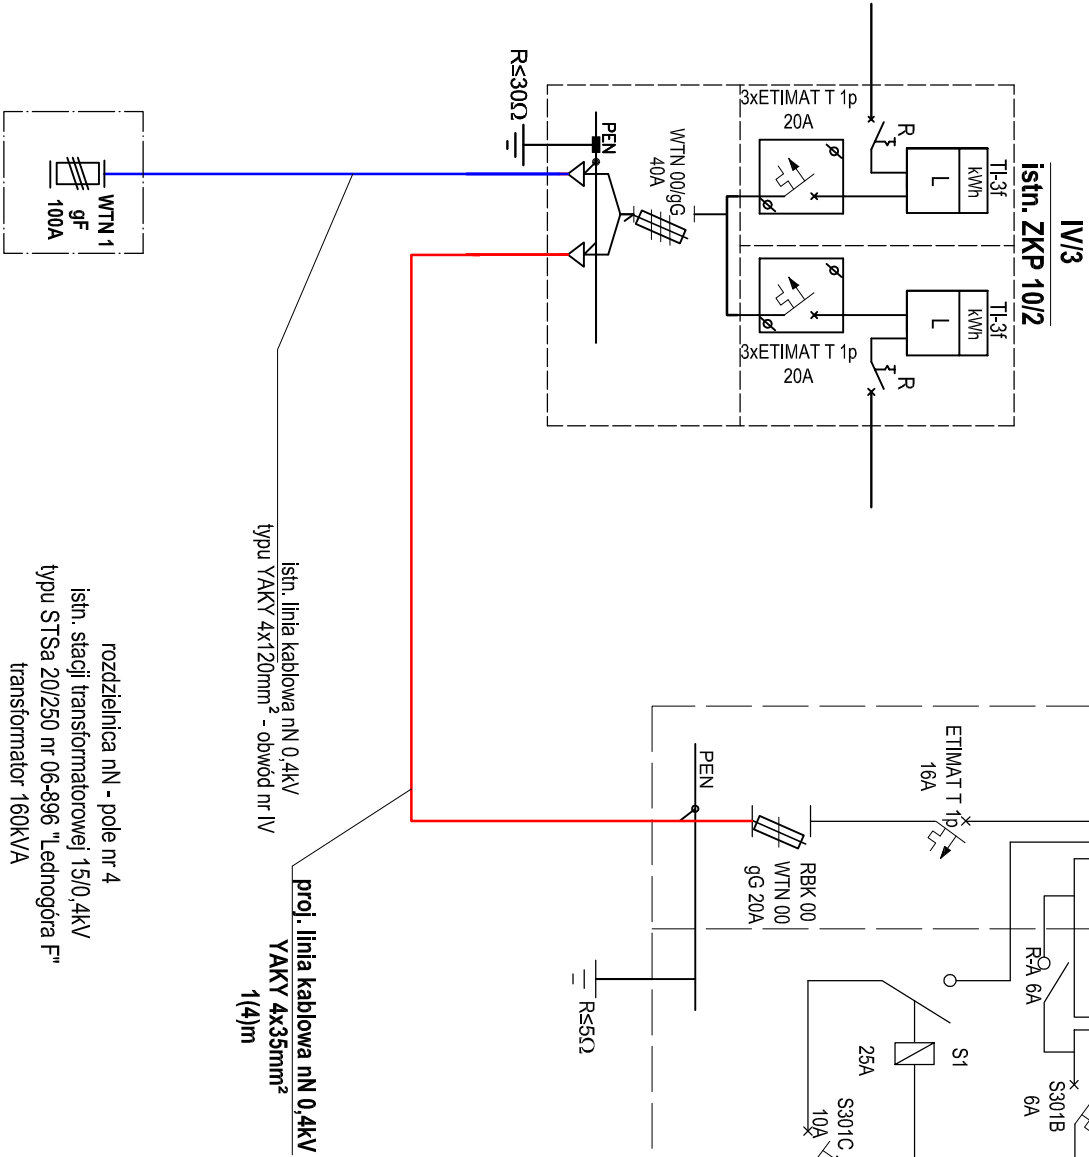 IV/3
istn. ZKP 10/2
TI-3f
kWh
L
TI-3f
kWh
L
R
R
3xETIMAT T 1p
20A
3xETIMAT T 1p
20A
WTN 00/gG
40A
PEN
R≤30Ω
WTN 1
gF
100A
istn. linia kablowa nN 0,4kV
typu YAKY 4x120mm² - obwód nr IV
rozdzielnica nN - pole nr 4
istn. stacji transformatorowej 15/0,4kV
typu STSa 20/250 nr 06-896 "Lednogóra F"
transformator 160kVA
proj. linia kablowa nN 0,4kV
YAKY 4x35mm²
1(4)m
ETIMAT T 1p
16A
PEN
RBK 00
WTN 00
gG 20A
R≤5Ω
R-A 6A
S1
25A
S301B
6A
S301C
10A